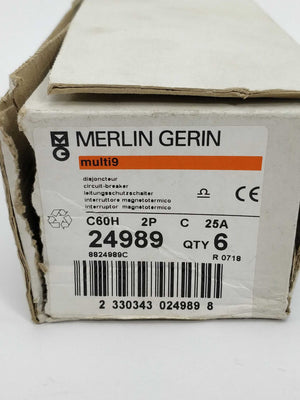 MERLIN GERIN
multi9
disjoncteur
circuit-breaker
leitungsschutzschalter
interruttore magnetotermico
interruptor magnetotermico
CE
C60H 2P C 25A
24989 QTY 6
8824989C R 0718
2 330343 024989 8